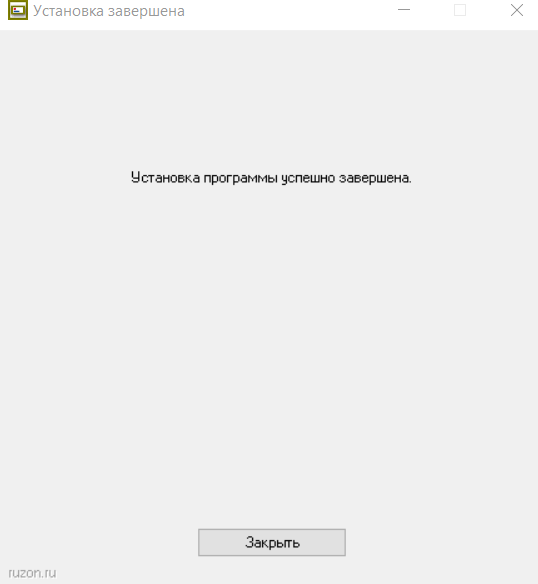 Установка завершена
Установка программы успешно завершена.
Закрыть
ruzon.ru